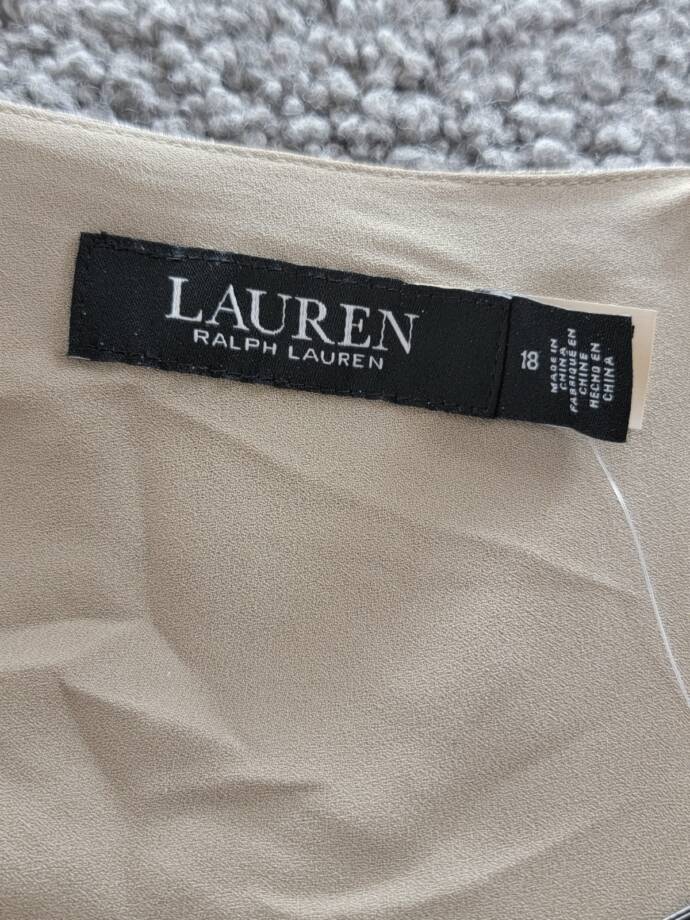 LAUREN
RALPH LAUREN
18
MADE IN
CHINA
FABRIQUÉ EN
CHINE
HECHO EN
CHINA